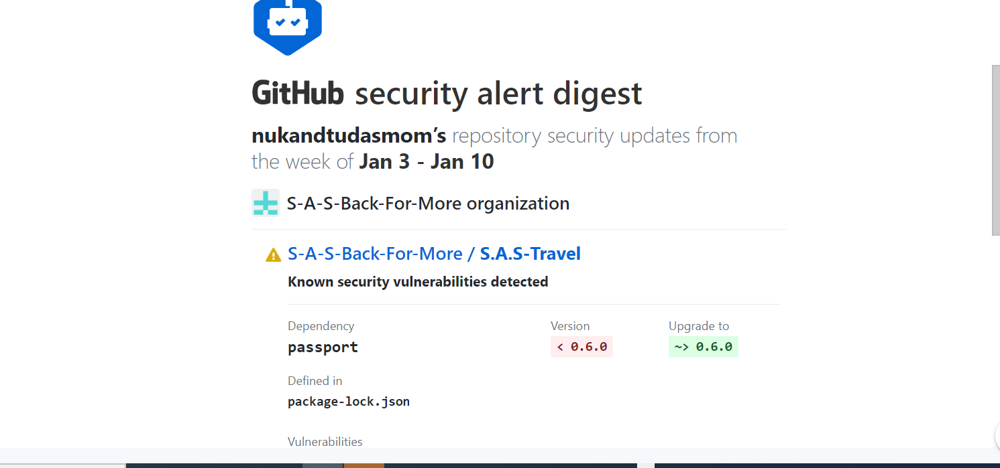 GitHub security alert digest
nukandtudasmom’s repository security updates from
the week of Jan 3 - Jan 10
S-A-S-Back-For-More organization
S-A-S-Back-For-More / S.A.S-Travel
Known security vulnerabilities detected
Dependency Version Upgrade to
passport < 0.6.0 ~> 0.6.0
Defined in
package-lock.json
Vulnerabilities